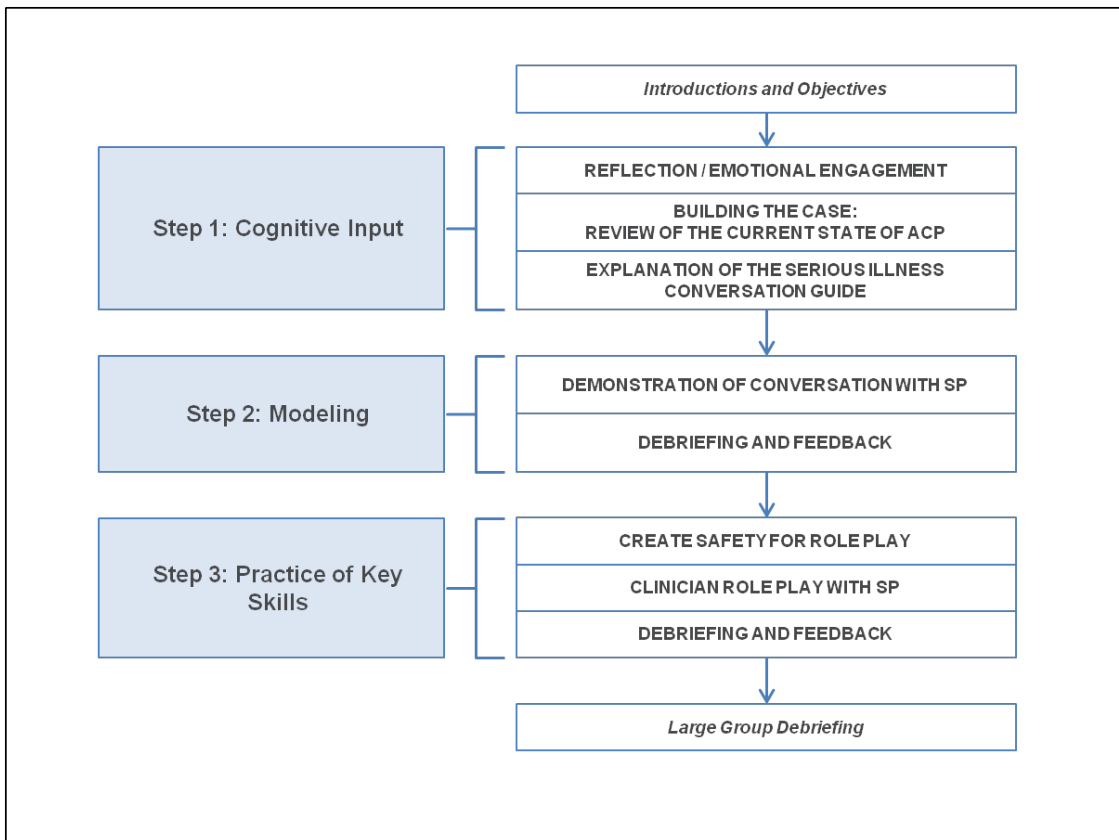 Introductions and Objectives
Step 1: Cognitive Input
REFLECTION / EMOTIONAL ENGAGEMENT
BUILDING THE CASE:
REVIEW OF THE CURRENT STATE OF ACP
EXPLANATION OF THE SERIOUS ILLNESS
CONVERSATION GUIDE
Step 2: Modeling
DEMONSTRATION OF CONVERSATION WITH SP
DEBRIEFING AND FEEDBACK
Step 3: Practice of Key
Skills
CREATE SAFETY FOR ROLE PLAY
CLINICIAN ROLE PLAY WITH SP
DEBRIEFING AND FEEDBACK
Large Group Debriefing